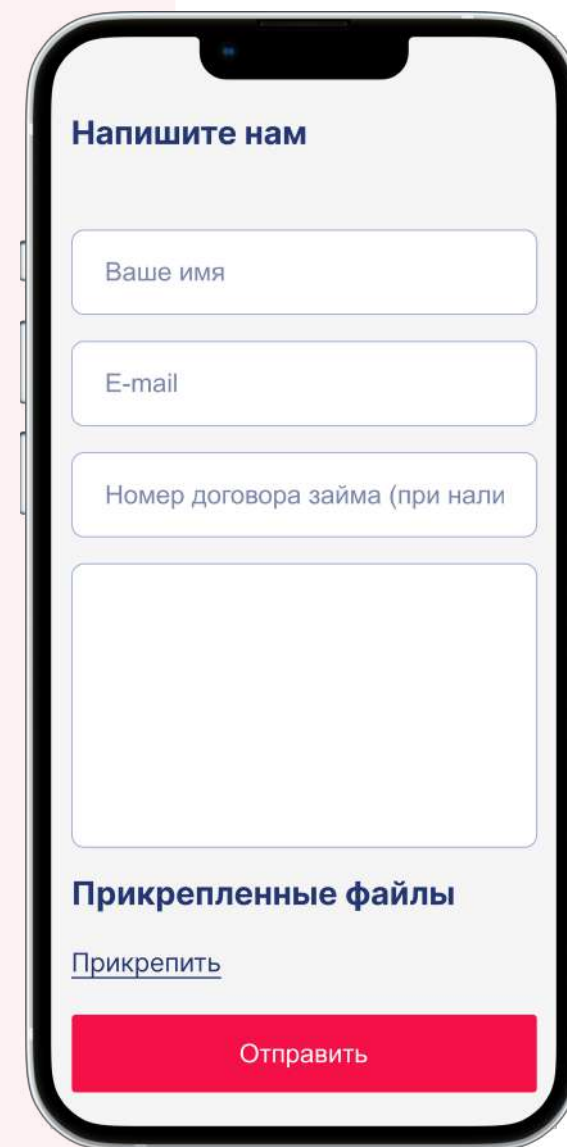 Напишите нам
Ваше имя
E-mail
Номер договора займа (при нали
Прикрепленные файлы
Прикрепить
Отправить